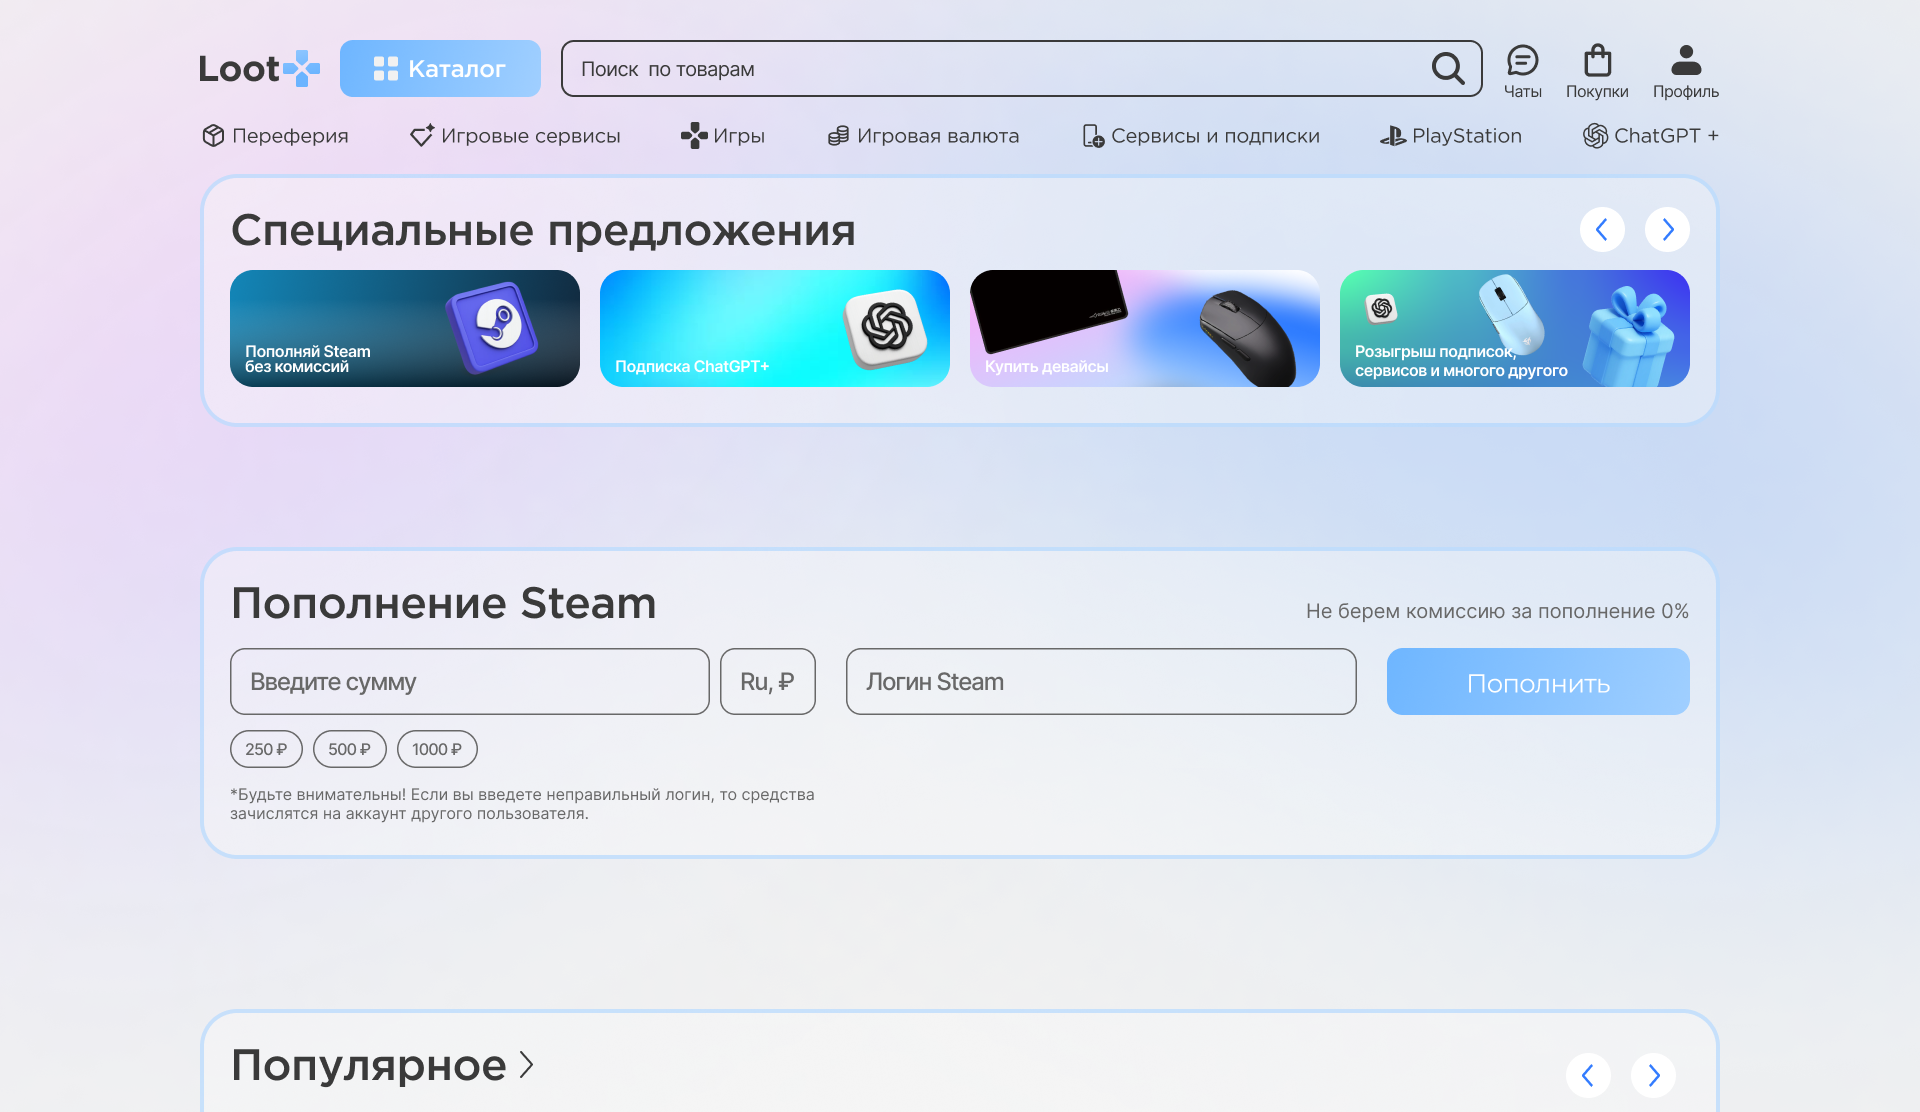 Loot
Каталог
Поиск по товарам
Чаты
Покупки
Профиль
Переферия
Игровые сервисы
Игры
Игровая валюта
Сервисы и подписки
PlayStation
ChatGPT +
Специальные предложения
Пополняй Steam
без комиссий
Подписка ChatGPT+
Купить девайсы
Розыгрыш подписок,
сервисов и многого другого
Пополнение Steam
Не берем комиссию за пополнение 0%
Введите сумму
Ru, ₽
Логин Steam
Пополнить
250 ₽
500 ₽
1000 ₽
*Будьте внимательны! Если вы введете неправильный логин, то средства
зачислятся на аккаунт другого пользователя.
Популярное